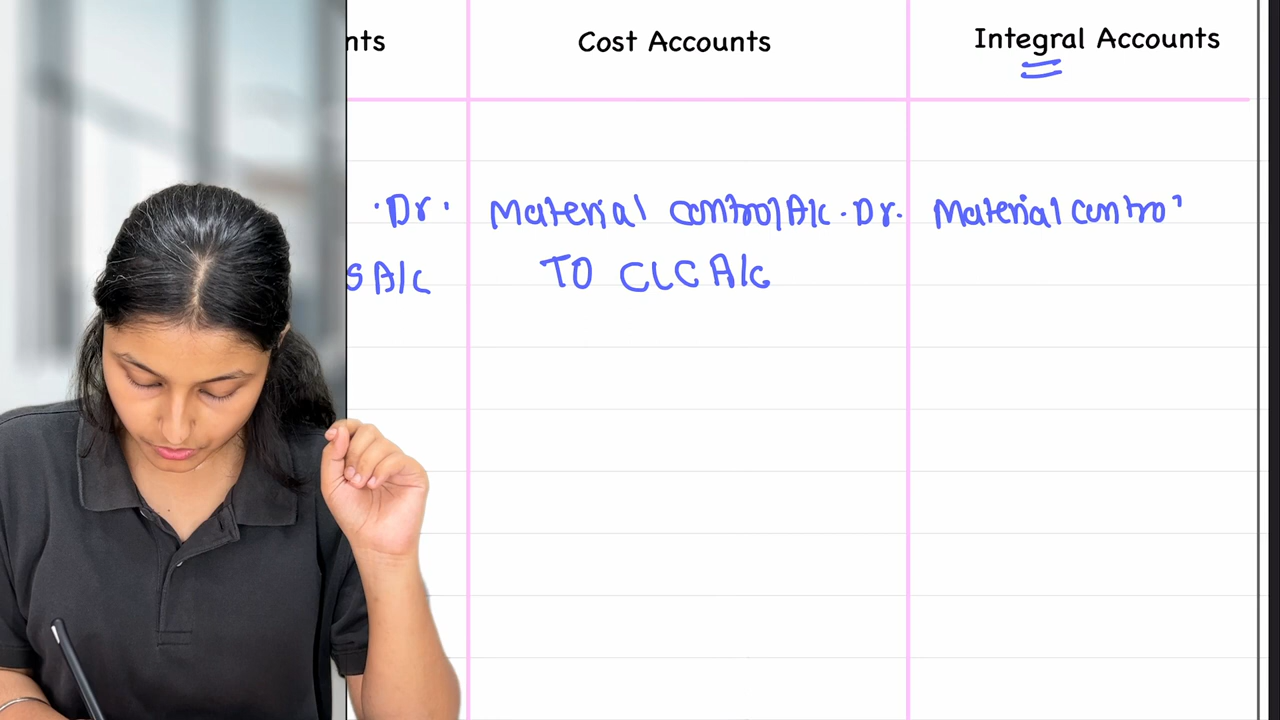 nts Cost Accounts Integral Accounts
. Dr. Material control A/c . Dr. Material contro
S A/c TO CLC A/c